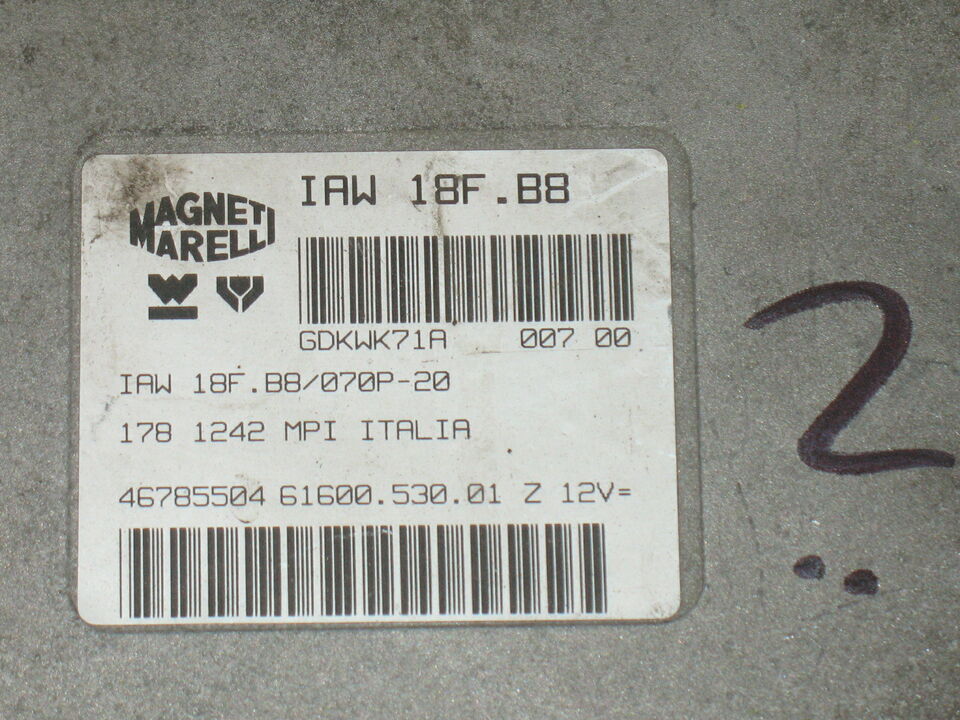 IAW 18F.B8
MAGNETI
MARELLI
GDKWK71A 007 00
IAW 18F.B8/070P-20
178 1242 MPI ITALIA
46785504 61600.530.01 Z 12V=
2